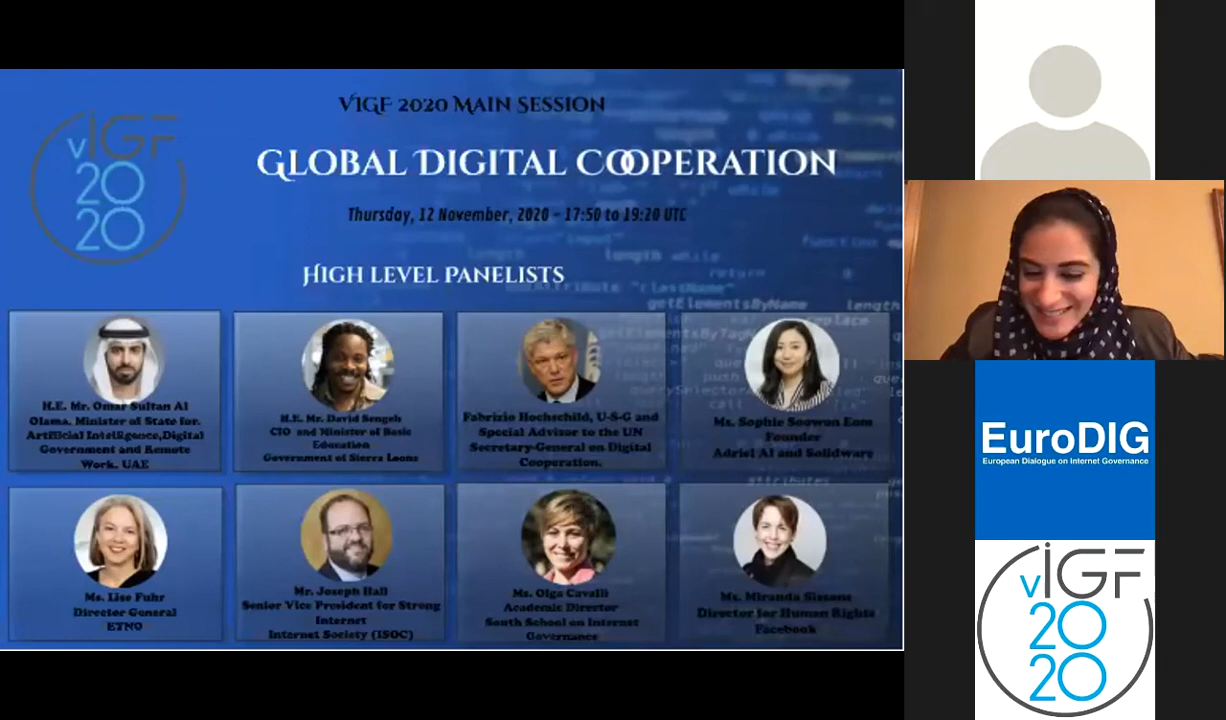 vIGF 2020 Main Session
Global Digital Cooperation
Thursday, 12 November, 2020 - 17:50 to 19:20 UTC
High level Panelists
vIGF
20
20
H.E. Mr. Omar Sultan Al
Olama, Minister of State for.
Artificial Intelligence,Digital
Government and Remote
Work. UAE
H.E. Mr. David Sengeh
CIO and Minister of Basic
Education
Government of Sierra Leone
Fabrizio Hochschild, U-S-G and
Special Advisor to the UN
Secretary-General on Digital
Cooperation.
Ms. Sophie Soowon Eom
Founder
Adriel AI and Solidware
Ms. Lise Fuhr
Director General
ETNO
Mr. Joseph Hall
Senior Vice President for Strong
Internet
Internet Society (ISOC)
Ms. Olga Cavalli
Academic Director
South School on Internet
Governance
Ms. Miranda Sissons
Director for Human Rights
Facebook
EuroDIG
European Dialogue on Internet Governance
vIGF
20
20